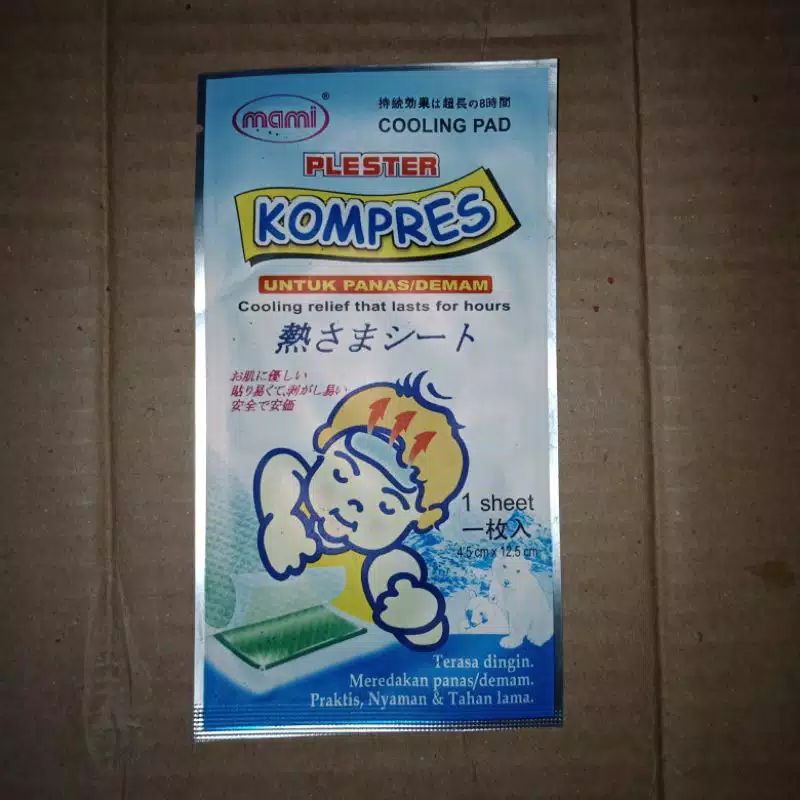 mami®
持続効果は超長の8時間
COOLING PAD
PLESTER
KOMPRES
UNTUK PANAS/DEMAM
Cooling relief that lasts for hours
熱さまシート
お肌に優しい
貼り易くて,剥がし易い
安全で安価
1 sheet
一枚入
4.5 cm x 12.5 cm
Terasa dingin.
Meredakan panas/demam.
Praktis, Nyaman & Tahan lama.